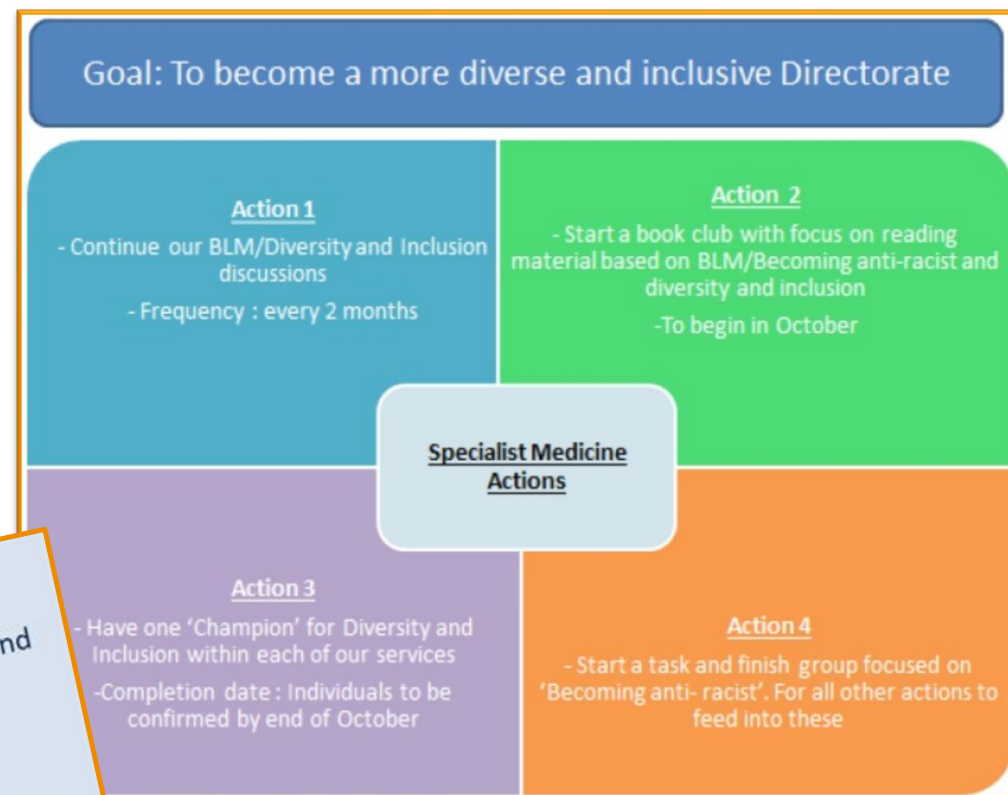 Goal: To become a more diverse and inclusive Directorate
Action 1
- Continue our BLM/Diversity and Inclusion
discussions
- Frequency : every 2 months
Action 2
- Start a book club with focus on reading
material based on BLM/Becoming anti-racist and
diversity and inclusion
-To begin in October
Specialist Medicine
Actions
Action 3
- Have one ‘Champion’ for Diversity and
Inclusion within each of our services
-Completion date : Individuals to be
confirmed by end of October
Action 4
- Start a task and finish group focused on
‘Becoming anti- racist’. For all other actions to
feed into these